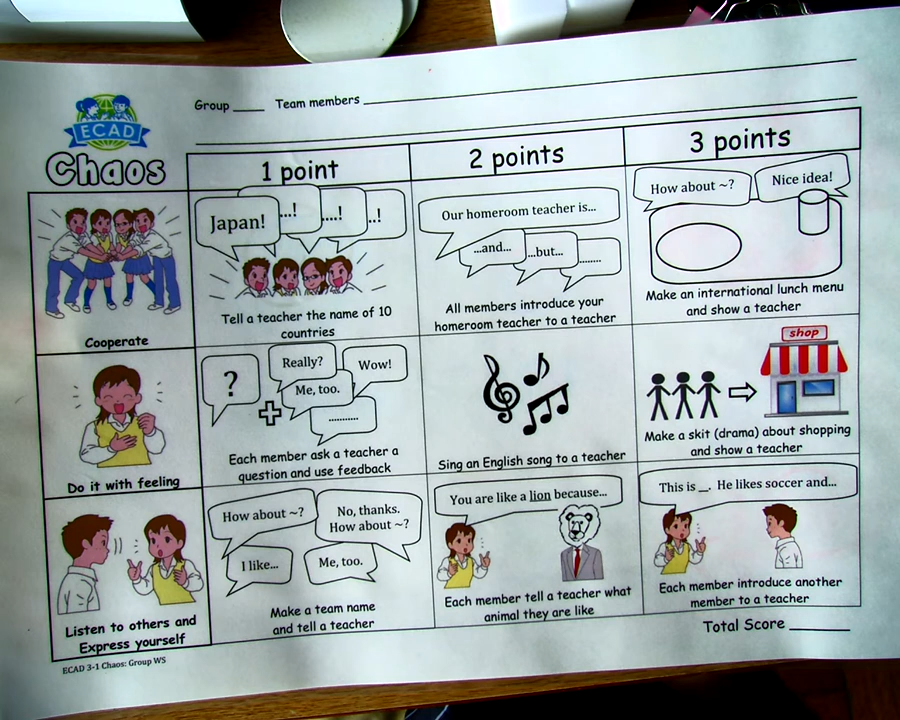 Group ____ Team members ____
ECAD
Chaos
1 point
2 points
3 points
Cooperate
Japan!
...!
....!
..!
Tell a teacher the name of 10
countries
Our homeroom teacher is...
...and...
...but...
........
All members introduce your
homeroom teacher to a teacher
How about ~?
Nice idea!
Make an international lunch menu
and show a teacher
Do it with feeling
?
Really?
Me, too.
Wow!
...........
Each member ask a teacher a
question and use feedback
Sing an English song to a teacher
shop
Make a skit (drama) about shopping
and show a teacher
Listen to others and
Express yourself
How about ~?
No, thanks.
How about ~?
I like...
Me, too.
Make a team name
and tell a teacher
You are like a lion because...
Each member tell a teacher what
animal they are like
This is __. He likes soccer and...
Each member introduce another
member to a teacher
Total Score ____
ECAD 3-1 Chaos: Group WS